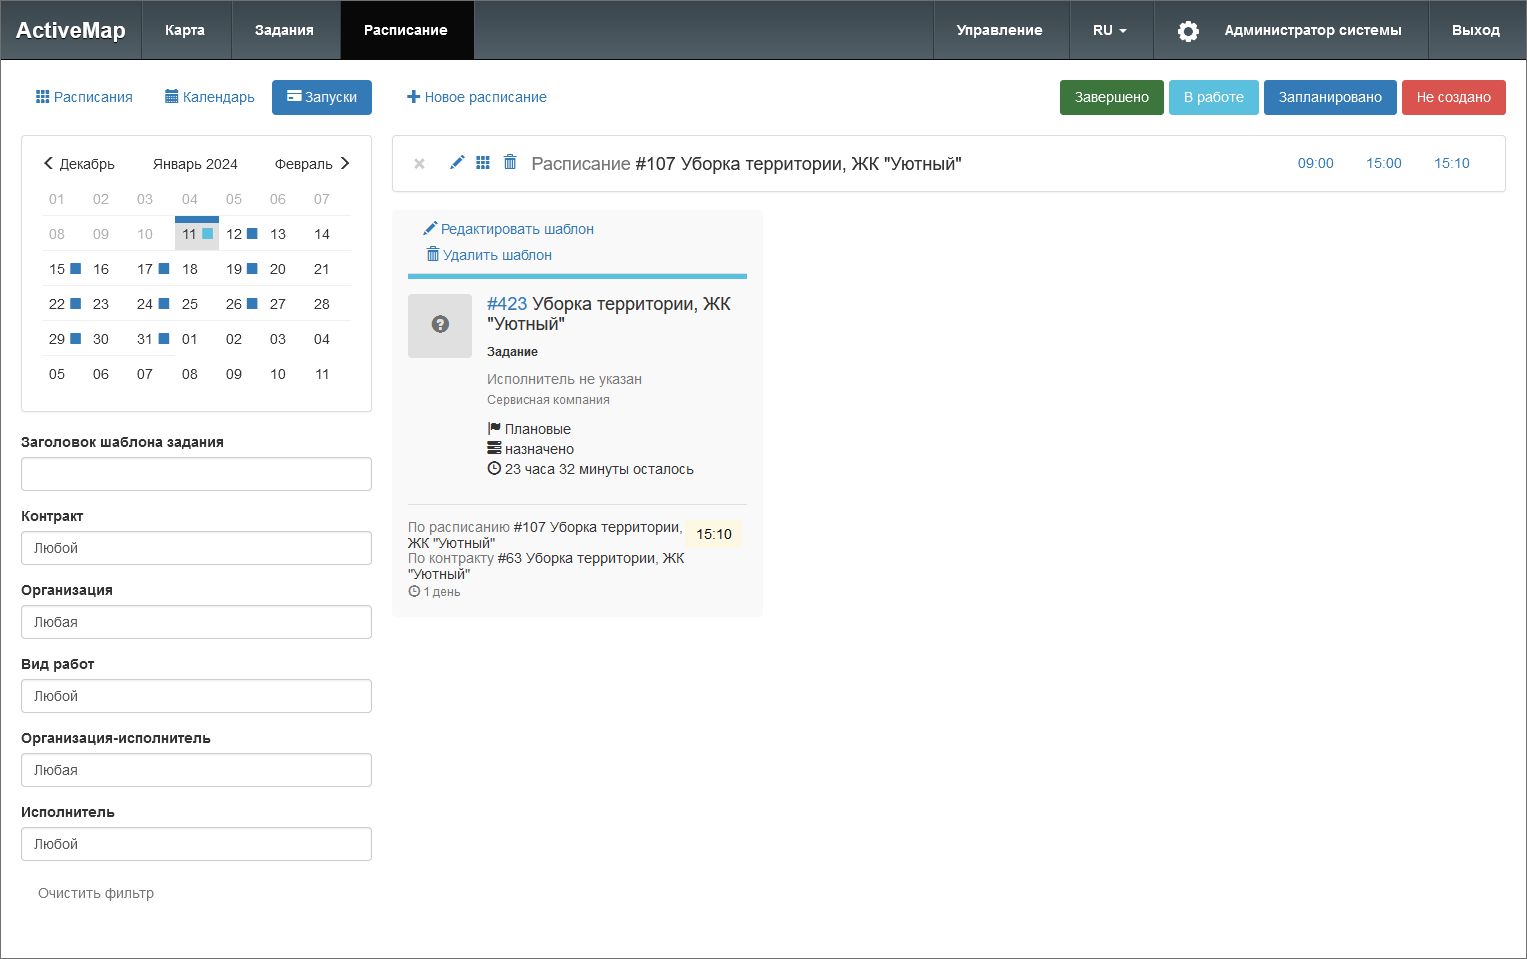 ActiveMap Карта Задания Расписание Управление RU Администратор системы Выход
Расписания Календарь Запуски Новое расписание Завершено В работе Запланировано Не создано
Декабрь Январь 2024 Февраль
01 02 03 04 05 06 07
08 09 10 11 12 13 14
15 16 17 18 19 20 21
22 23 24 25 26 27 28
29 30 31 01 02 03 04
05 06 07 08 09 10 11
Заголовок шаблона задания
Контракт
Любой
Организация
Любая
Вид работ
Любой
Организация-исполнитель
Любая
Исполнитель
Любой
Очистить фильтр
Расписание #107 Уборка территории, ЖК "Уютный" 09:00 15:00 15:10
Редактировать шаблон
Удалить шаблон
#423 Уборка территории, ЖК
"Уютный"
Задание
Исполнитель не указан
Сервисная компания
Плановые
назначено
23 часа 32 минуты осталось
По расписанию #107 Уборка территории,
ЖК "Уютный"
15:10
По контракту #63 Уборка территории, ЖК
"Уютный"
1 день